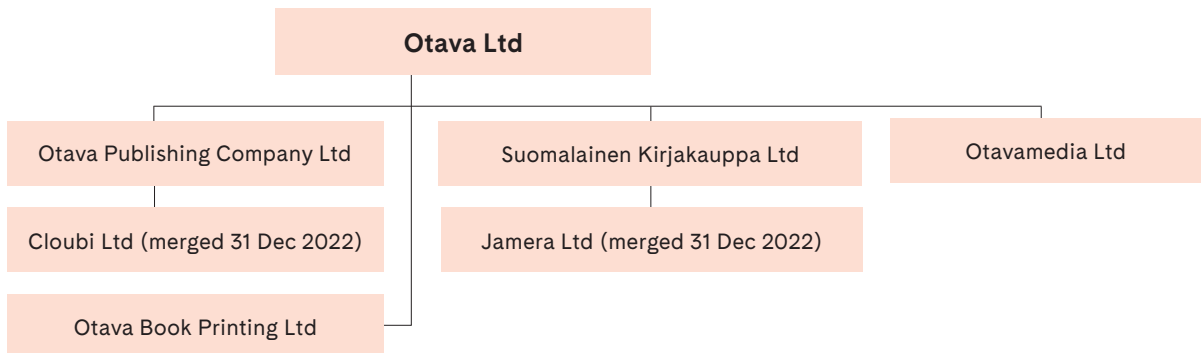 Otava Ltd
Otava Publishing Company Ltd
Suomalainen Kirjakauppa Ltd
Otavamedia Ltd
Cloubi Ltd (merged 31 Dec 2022)
Jamera Ltd (merged 31 Dec 2022)
Otava Book Printing Ltd